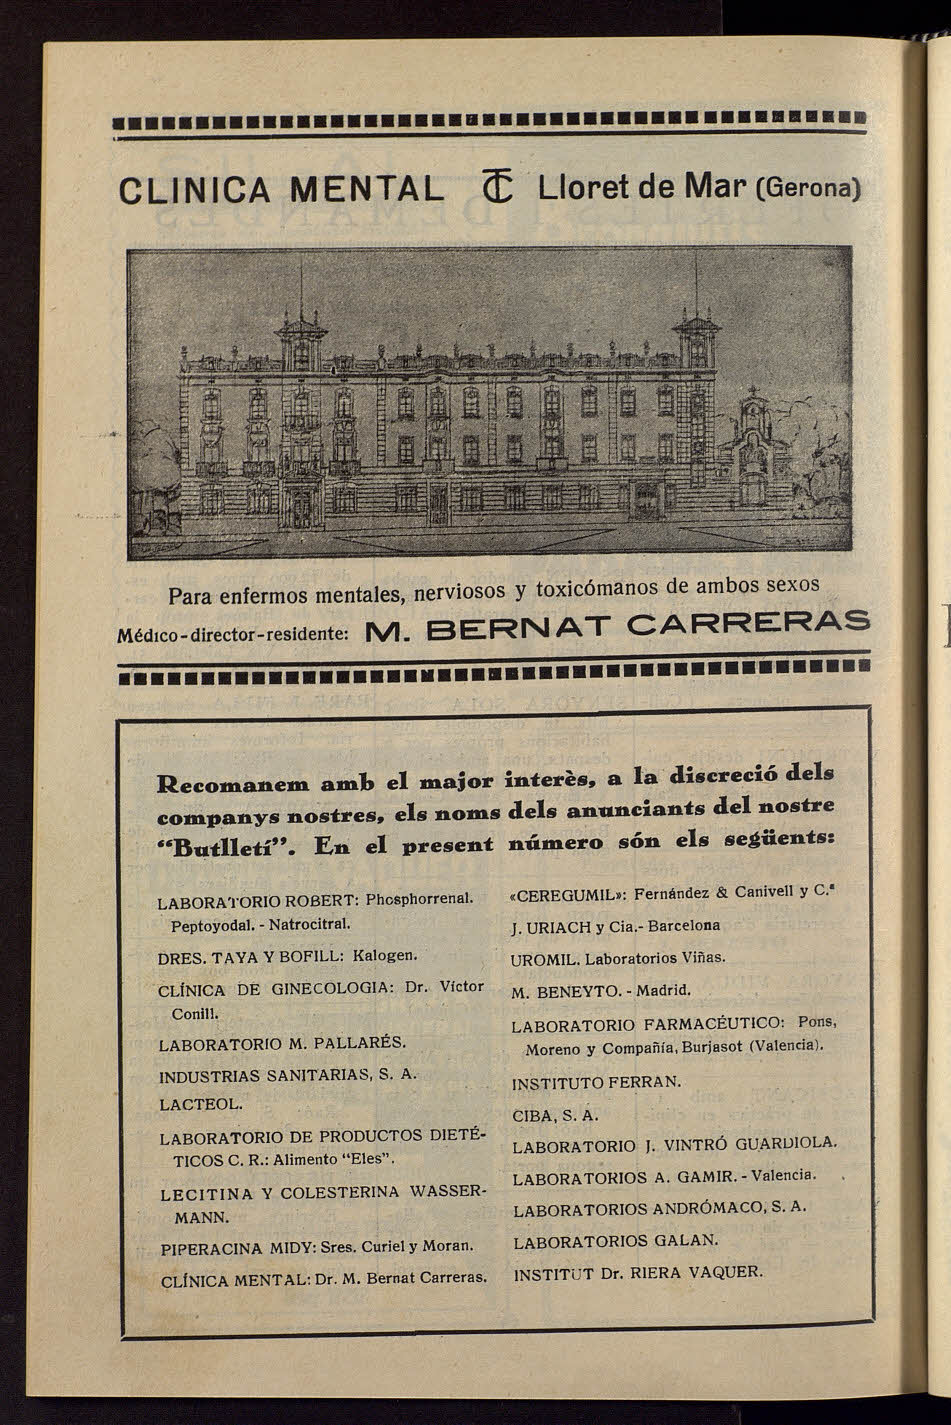 CLINICA MENTAL TC Lloret de Mar (Gerona)
Para enfermos mentales, nerviosos y toxicómanos de ambos sexos
Médico-director-residente: M. BERNAT CARRERAS
Recomanem amb el major interès, a la discreció dels
companys nostres, els noms dels anunciants del nostre
“Butlletí”. En el present número són els següents:
LABORATORIO ROBERT: Phosphorrenal.
Peptoyodal. - Natrocitral.
DRES. TAYA Y BOFILL: Kalogen.
CLÍNICA DE GINECOLOGIA: Dr. Víctor
Conill.
LABORATORIO M. PALLARÉS.
INDUSTRIAS SANITARIAS, S. A.
LACTEOL.
LABORATORIO DE PRODUCTOS DIETÉ-
TICOS C. R.: Alimento “Eles”.
LECITINA Y COLESTERINA WASSER-
MANN.
PIPERACINA MIDY: Sres. Curiel y Moran.
CLÍNICA MENTAL: Dr. M. Bernat Carreras.
«CEREGUMIL»: Fernández & Canivell y C.ª
J. URIACH y Cia.- Barcelona
UROMIL. Laboratorios Viñas.
M. BENEYTO. - Madrid.
LABORATORIO FARMACÉUTICO: Pons,
Moreno y Compañía, Burjasot (Valencia).
INSTITUTO FERRAN.
CIBA, S. A.
LABORATORIO J. VINTRÓ GUARDIOLA.
LABORATORIOS A. GAMIR. - Valencia.
LABORATORIOS ANDRÓMACO, S. A.
LABORATORIOS GALAN.
INSTITUT Dr. RIERA VAQUER.